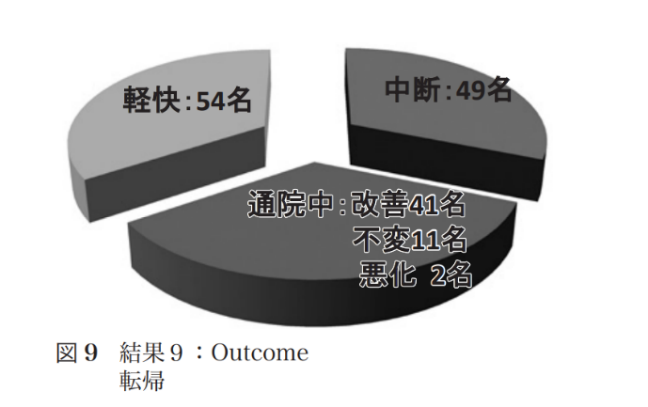 軽快:54名
中断:49名
通院中:改善41名
不変11名
悪化 2名
図9 結果9:Outcome
転帰